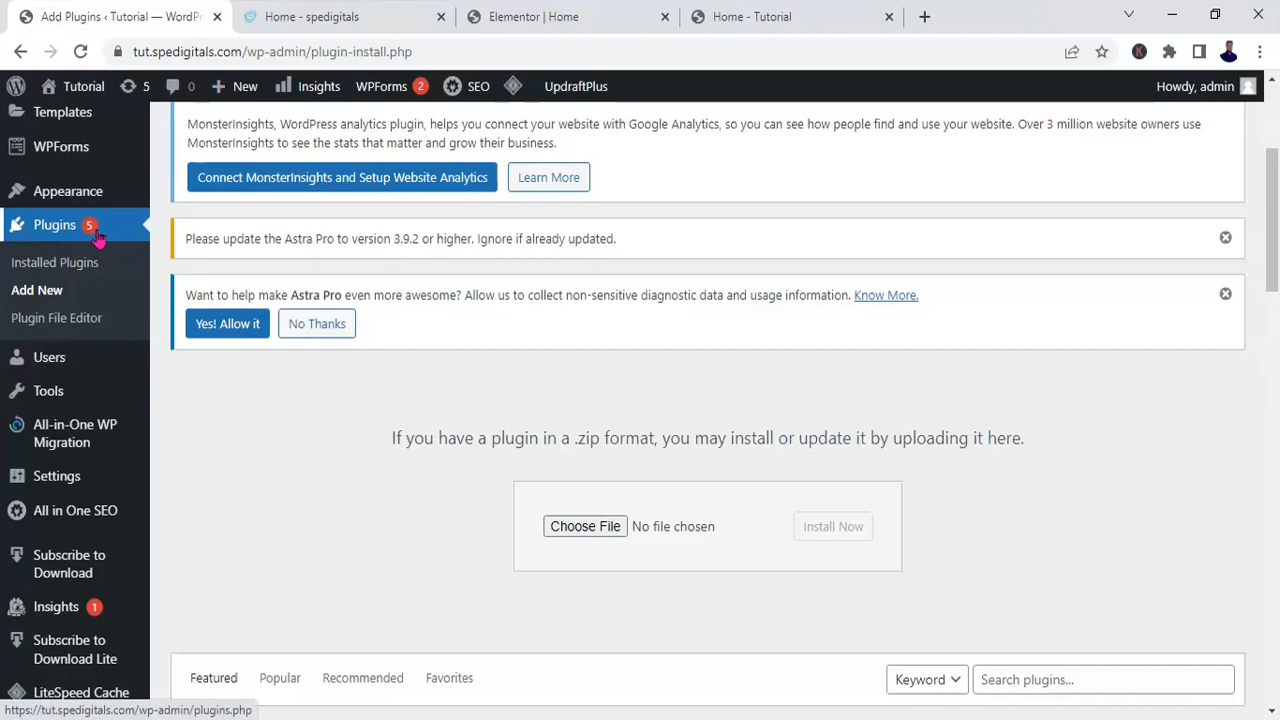 Add Plugins ‹ Tutorial — WordPr
Home - spedigitals
Elementor | Home
Home - Tutorial
tut.spedigitals.com/wp-admin/plugin-install.php
Tutorial
5
0
New
Insights
WPForms 2
SEO
UpdraftPlus
Howdy, admin
Templates
WPForms
Appearance
Plugins 5
Installed Plugins
Add New
Plugin File Editor
Users
Tools
All-in-One WP
Migration
Settings
All in One SEO
Subscribe to
Download
Insights 1
Subscribe to
Download Lite
LiteSpeed Cache
https://tut.spedigitals.com/wp-admin/plugins.php
MonsterInsights, WordPress analytics plugin, helps you connect your website with Google Analytics, so you can see how people find and use your website. Over 3 million website owners use
MonsterInsights to see the stats that matter and grow their business.
Connect MonsterInsights and Setup Website Analytics
Learn More
Please update the Astra Pro to version 3.9.2 or higher. Ignore if already updated.
Want to help make Astra Pro even more awesome? Allow us to collect non-sensitive diagnostic data and usage information. Know More.
Yes! Allow it
No Thanks
If you have a plugin in a .zip format, you may install or update it by uploading it here.
Choose File No file chosen
Install Now
Featured
Popular
Recommended
Favorites
Keyword
Search plugins...